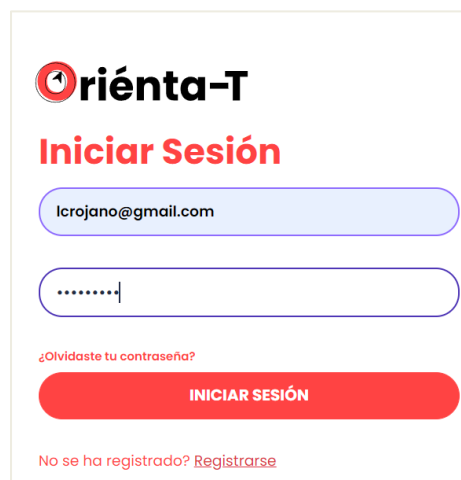 Oriénta-T
Iniciar Sesión
lcrojano@gmail.com
•••••••••
¿Olvidaste tu contraseña?
INICIAR SESIÓN
No se ha registrado? Registrarse